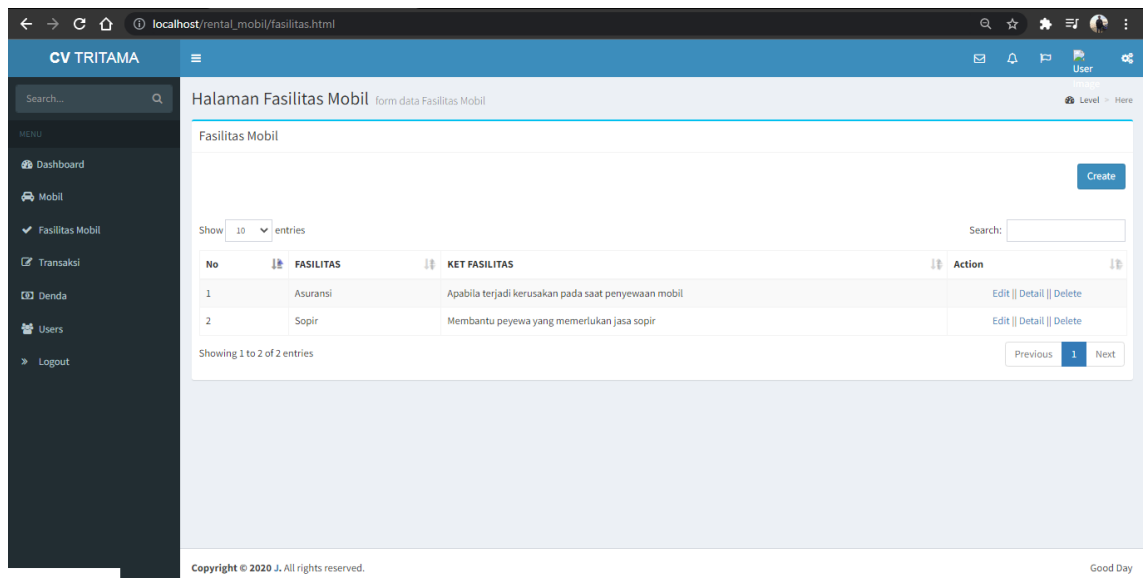 localhost/rental_mobil/fasilitas.html
CV TRITAMA
User
Image
Search...
Halaman Fasilitas Mobil form data Fasilitas Mobil
Level > Here
MENU
Dashboard
Mobil
Fasilitas Mobil
Transaksi
Denda
Users
Logout
Fasilitas Mobil
Create
Show 10 entries
Search:
No FASILITAS KET FASILITAS Action
1 Asuransi Apabila terjadi kerusakan pada saat penyewaan mobil Edit || Detail || Delete
2 Sopir Membantu peyewa yang memerlukan jasa sopir Edit || Detail || Delete
Showing 1 to 2 of 2 entries
Previous 1 Next
Copyright © 2020 J. All rights reserved.
Good Day